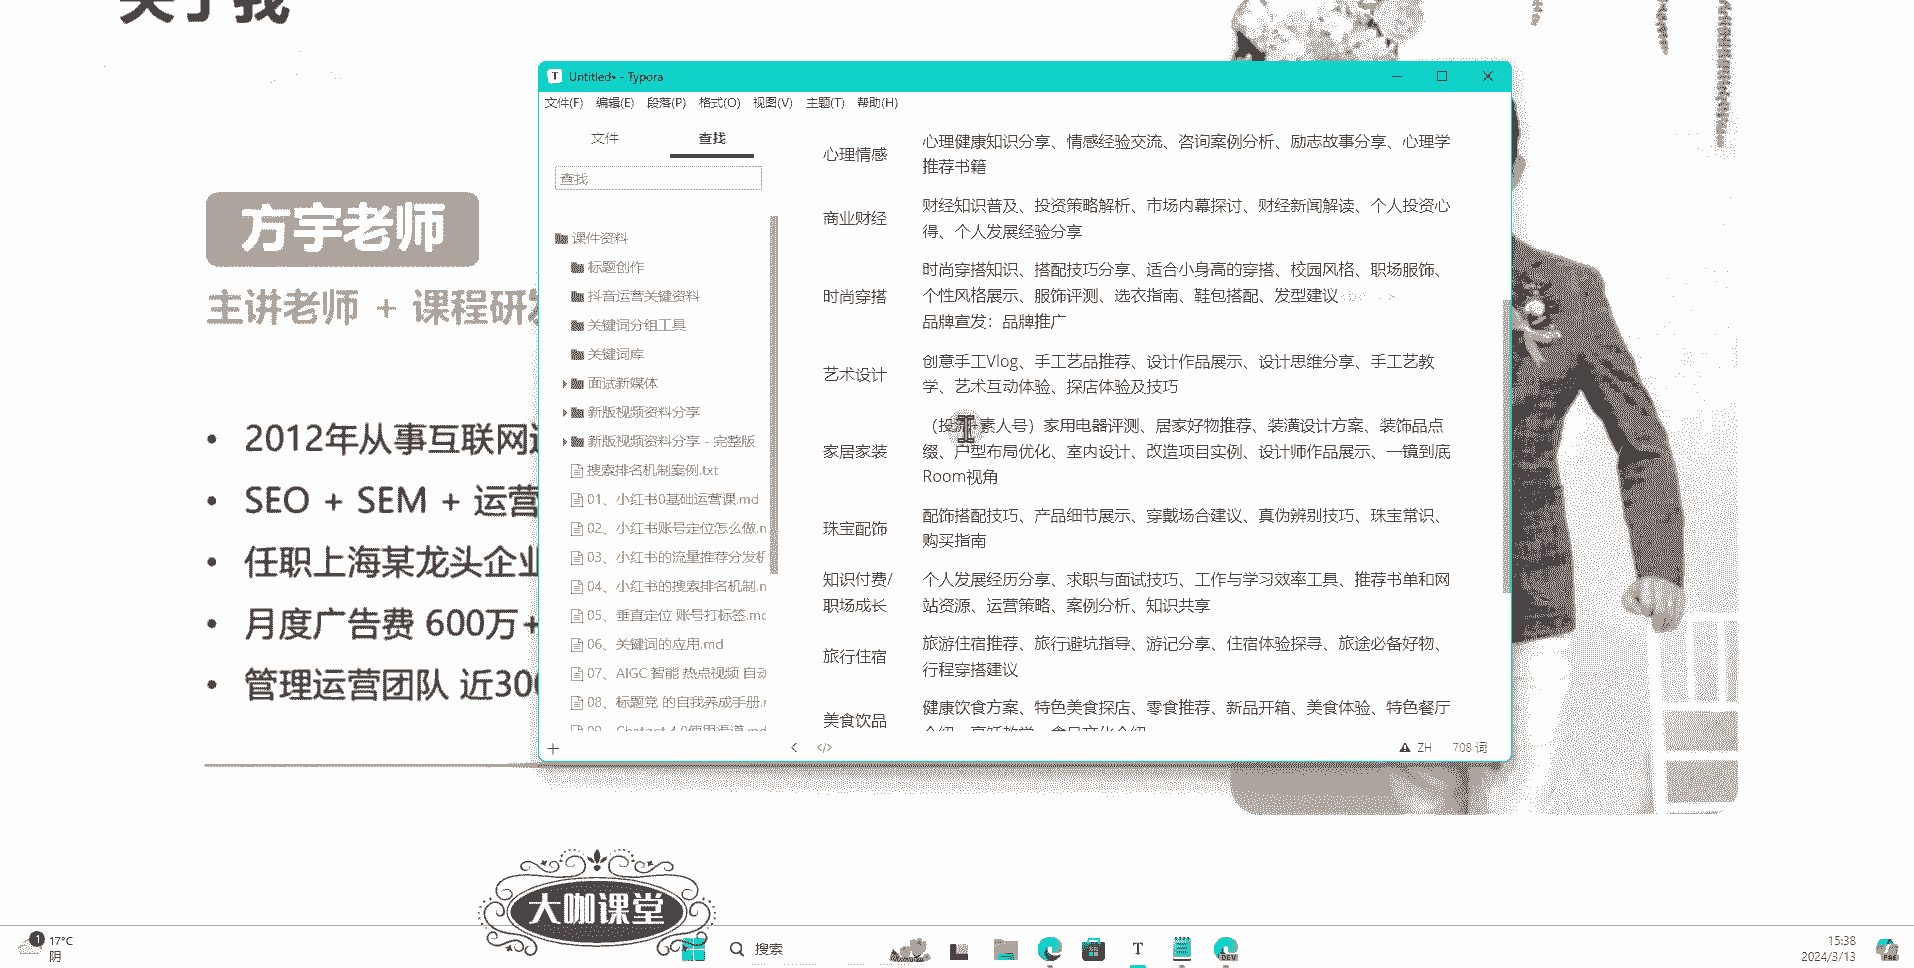 关于我
方宇老师
主讲老师 + 课程研
2012年从事互联网
SEO + SEM + 运营
任职上海某龙头企业
月度广告费 600万+
管理运营团队 近300
Untitled• - Typora
文件(F) 编辑(E) 段落(P) 格式(O) 视图(V) 主题(T) 帮助(H)
文件 查找
查找
课件资料
标题创作
抖音运营关键资料
关键词分组工具
关键词库
面试新媒体
新版视频资料分享
新版视频资料分享 - 完整版
搜索排名机制案例.txt
01、小红书0基础运营课.md
02、小红书账号定位怎么做.n
03、小红书的流量推荐分发机
04、小红书的搜索排名机制.n
05、垂直定位 账号打标签.mc
06、关键词的应用.md
07、AIGC 智能 热点视频 自动
08、标题党 的自我养成手册.r
09、Chatgpt 4.0使用渠道.md
心理情感
心理健康知识分享、情感经验交流、咨询案例分析、励志故事分享、心理学
推荐书籍
商业财经
财经知识普及、投资策略解析、市场内幕探讨、财经新闻解读、个人投资心
得、个人发展经验分享
时尚穿搭
时尚穿搭知识、搭配技巧分享、适合小身高的穿搭、校园风格、职场服饰、
个性风格展示、服饰评测、选衣指南、鞋包搭配、发型建议
品牌宣发：品牌推广
艺术设计
创意手工Vlog、手工艺品推荐、设计作品展示、设计思维分享、手工艺教
学、艺术互动体验、探店体验及技巧
家居家装
（投 素人号）家用电器评测、居家好物推荐、装潢设计方案、装饰品点
缀、户型布局优化、室内设计、改造项目实例、设计师作品展示、一镜到底
Room视角
珠宝配饰
配饰搭配技巧、产品细节展示、穿戴场合建议、真伪辨别技巧、珠宝常识、
购买指南
知识付费/
职场成长
个人发展经历分享、求职与面试技巧、工作与学习效率工具、推荐书单和网
站资源、运营策略、案例分析、知识共享
旅行住宿
旅游住宿推荐、旅行避坑指导、游记分享、住宿体验探寻、旅途必备好物、
行程穿搭建议
美食饮品
健康饮食方案、特色美食探店、零食推荐、新品开箱、美食体验、特色餐厅
介绍、烹饪教学、食品文化介绍
ZH 708 词
大咖课堂
1 17°C
阴
搜索
DEV
15:38
2024/3/13
PRE